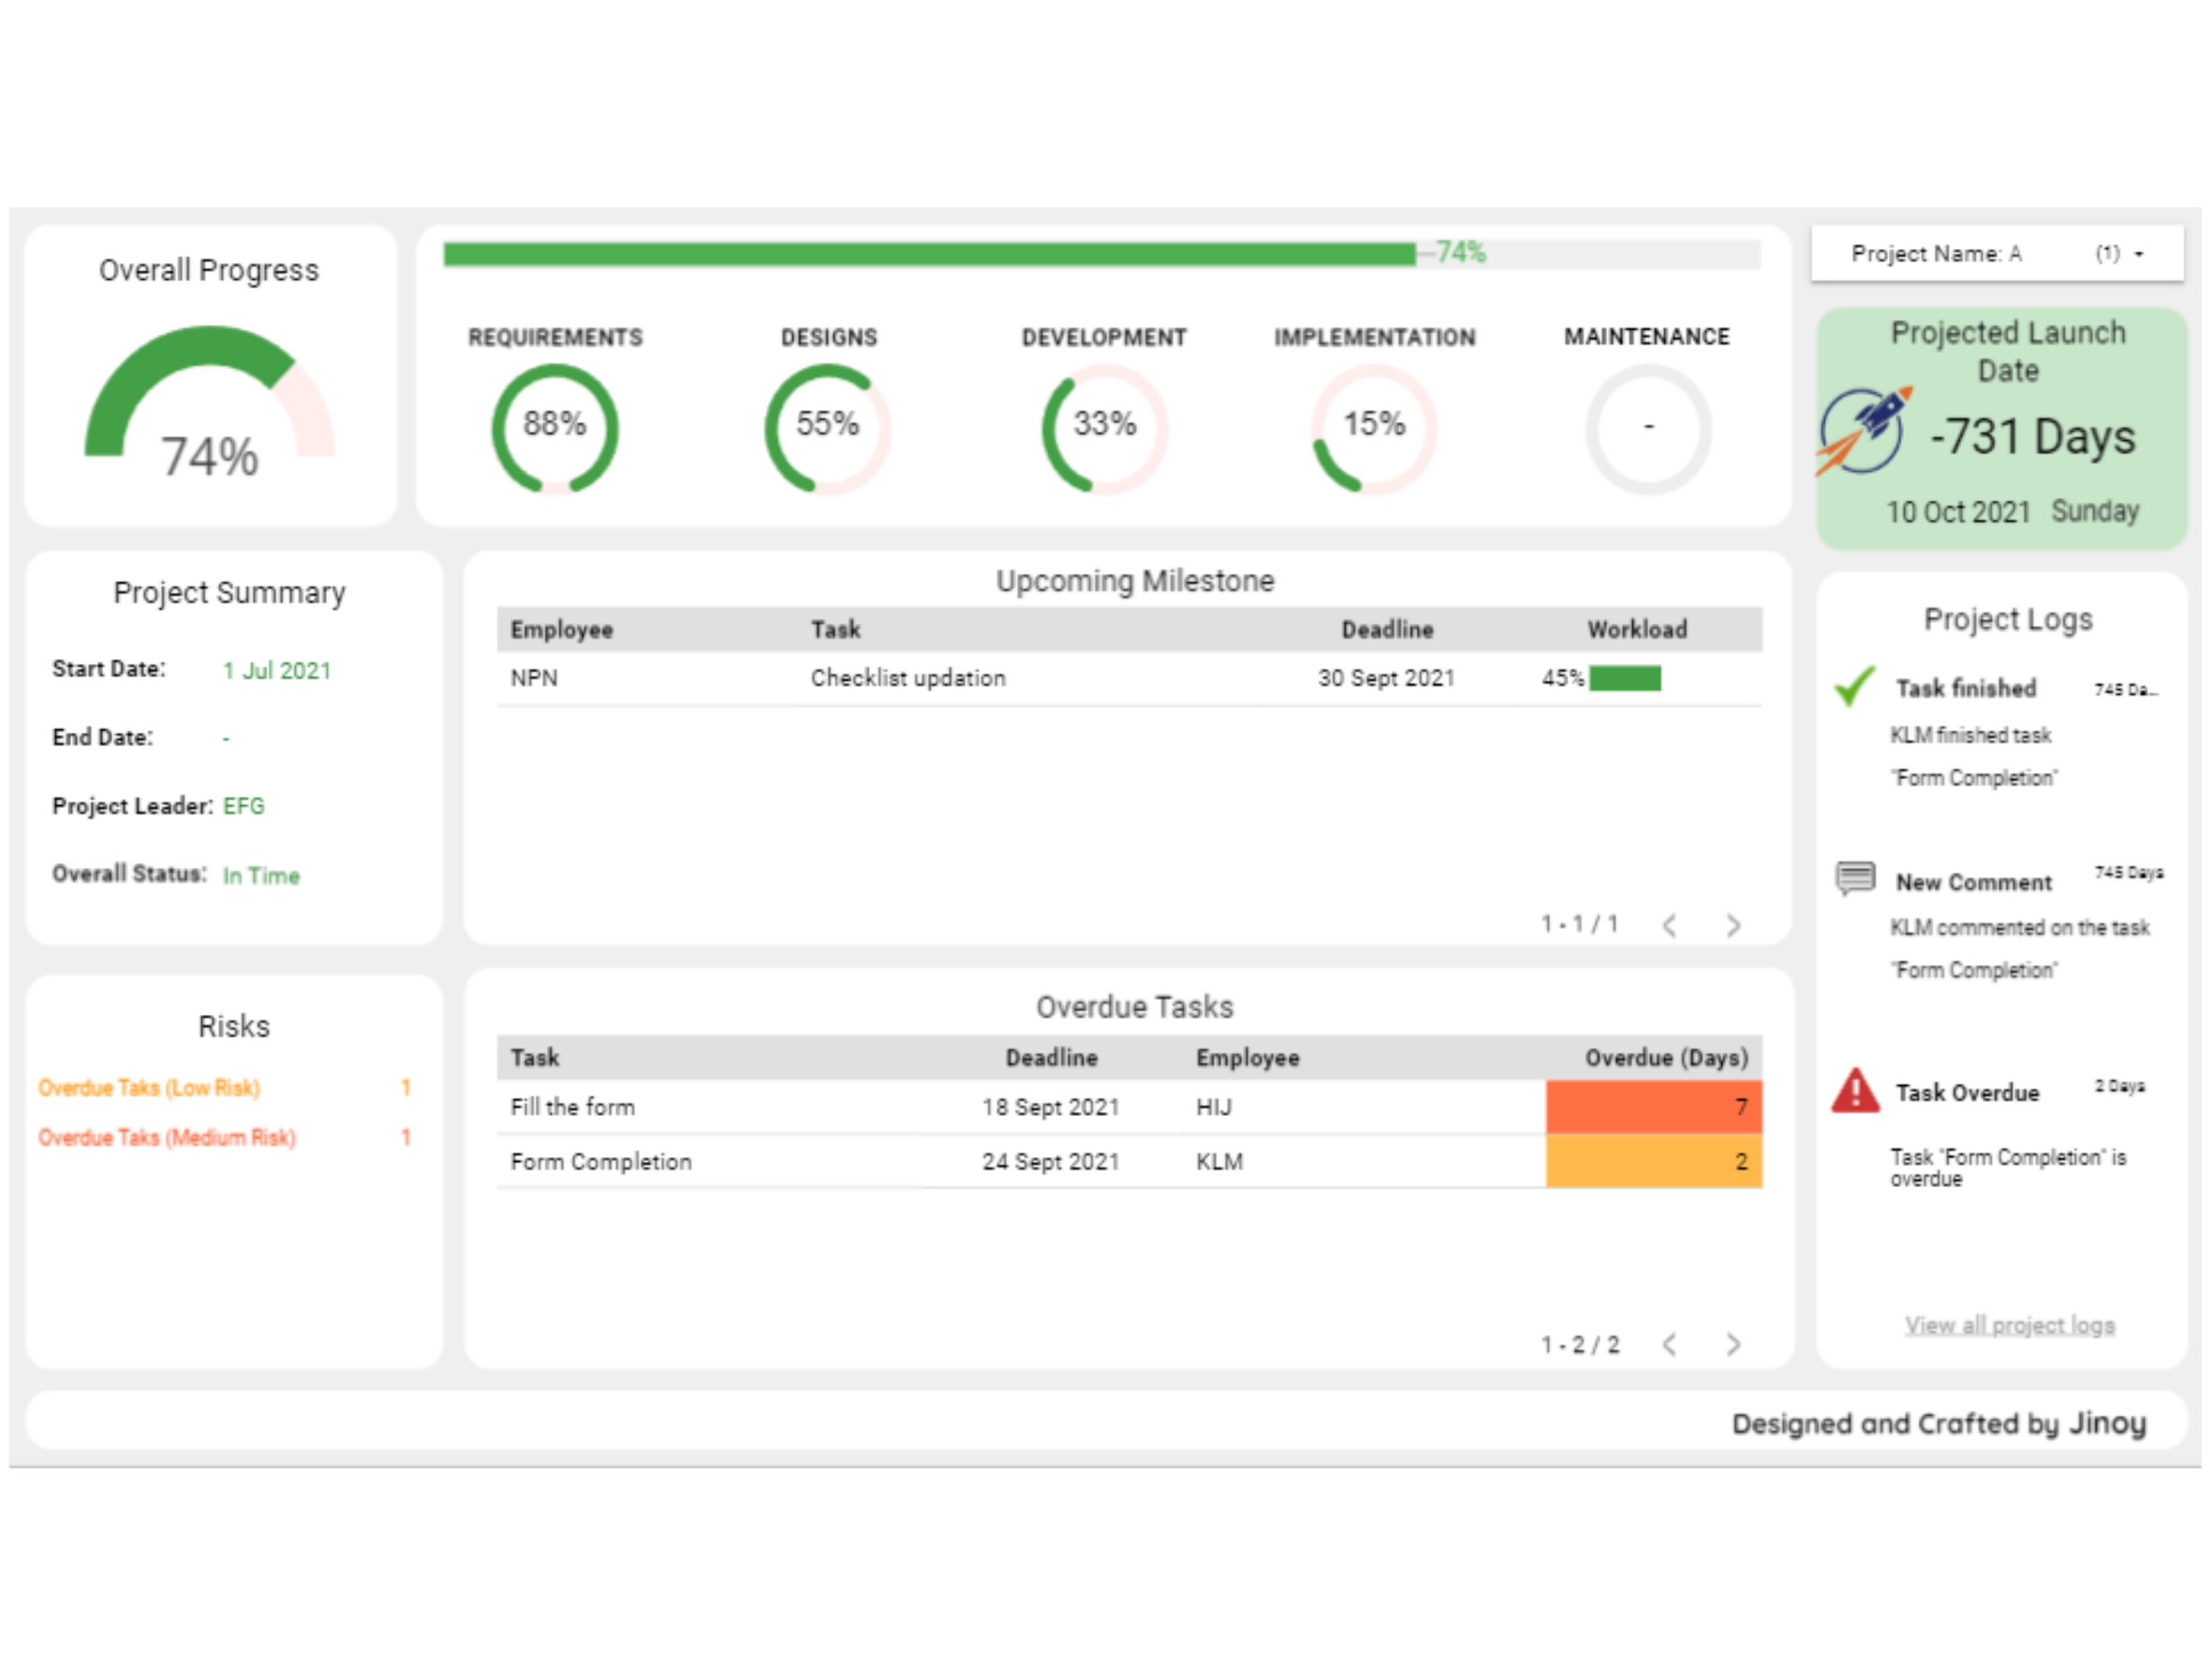 Overall Progress
74%
74%
REQUIREMENTS DESIGNS DEVELOPMENT IMPLEMENTATION MAINTENANCE
88% 55% 33% 15% -
Project Name: A (1)
Projected Launch
Date
-731 Days
10 Oct 2021 Sunday
Project Summary
Start Date: 1 Jul 2021
End Date: -
Project Leader: EFG
Overall Status: In Time
Upcoming Milestone
Employee Task Deadline Workload
NPN Checklist updation 30 Sept 2021 45%
1 - 1 / 1 < >
Project Logs
Task finished 745 Da...
KLM finished task
"Form Completion"
New Comment 745 Days
KLM commented on the task
"Form Completion"
Task Overdue 2 Days
Task "Form Completion" is
overdue
View all project logs
Risks
Overdue Taks (Low Risk) 1
Overdue Taks (Medium Risk) 1
Overdue Tasks
Task Deadline Employee Overdue (Days)
Fill the form 18 Sept 2021 HIJ 7
Form Completion 24 Sept 2021 KLM 2
1 - 2 / 2 < >
Designed and Crafted by Jinoy